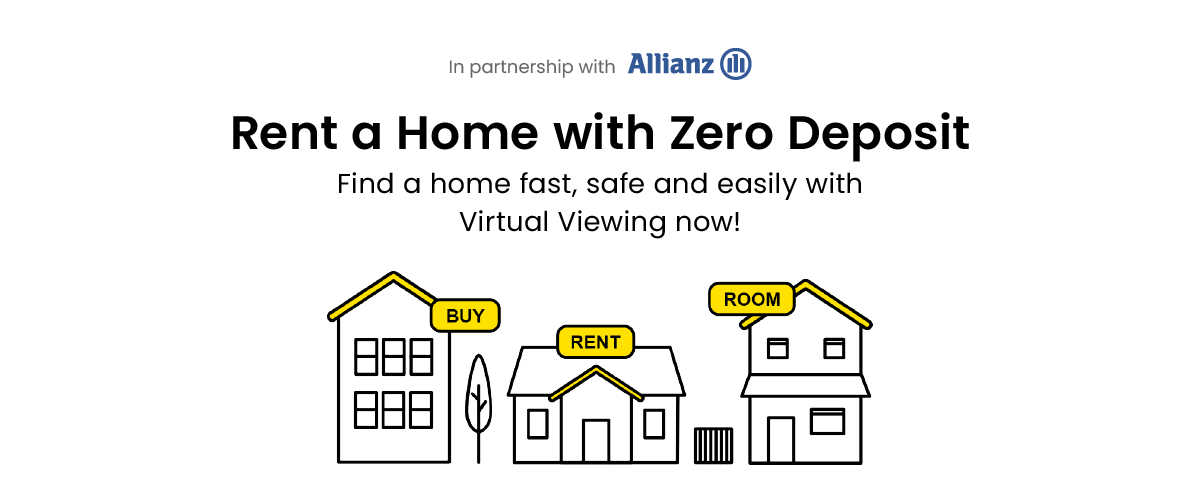 In partnership with Allianz
Rent a Home with Zero Deposit
Find a home fast, safe and easily with
Virtual Viewing now!
BUY
RENT
ROOM